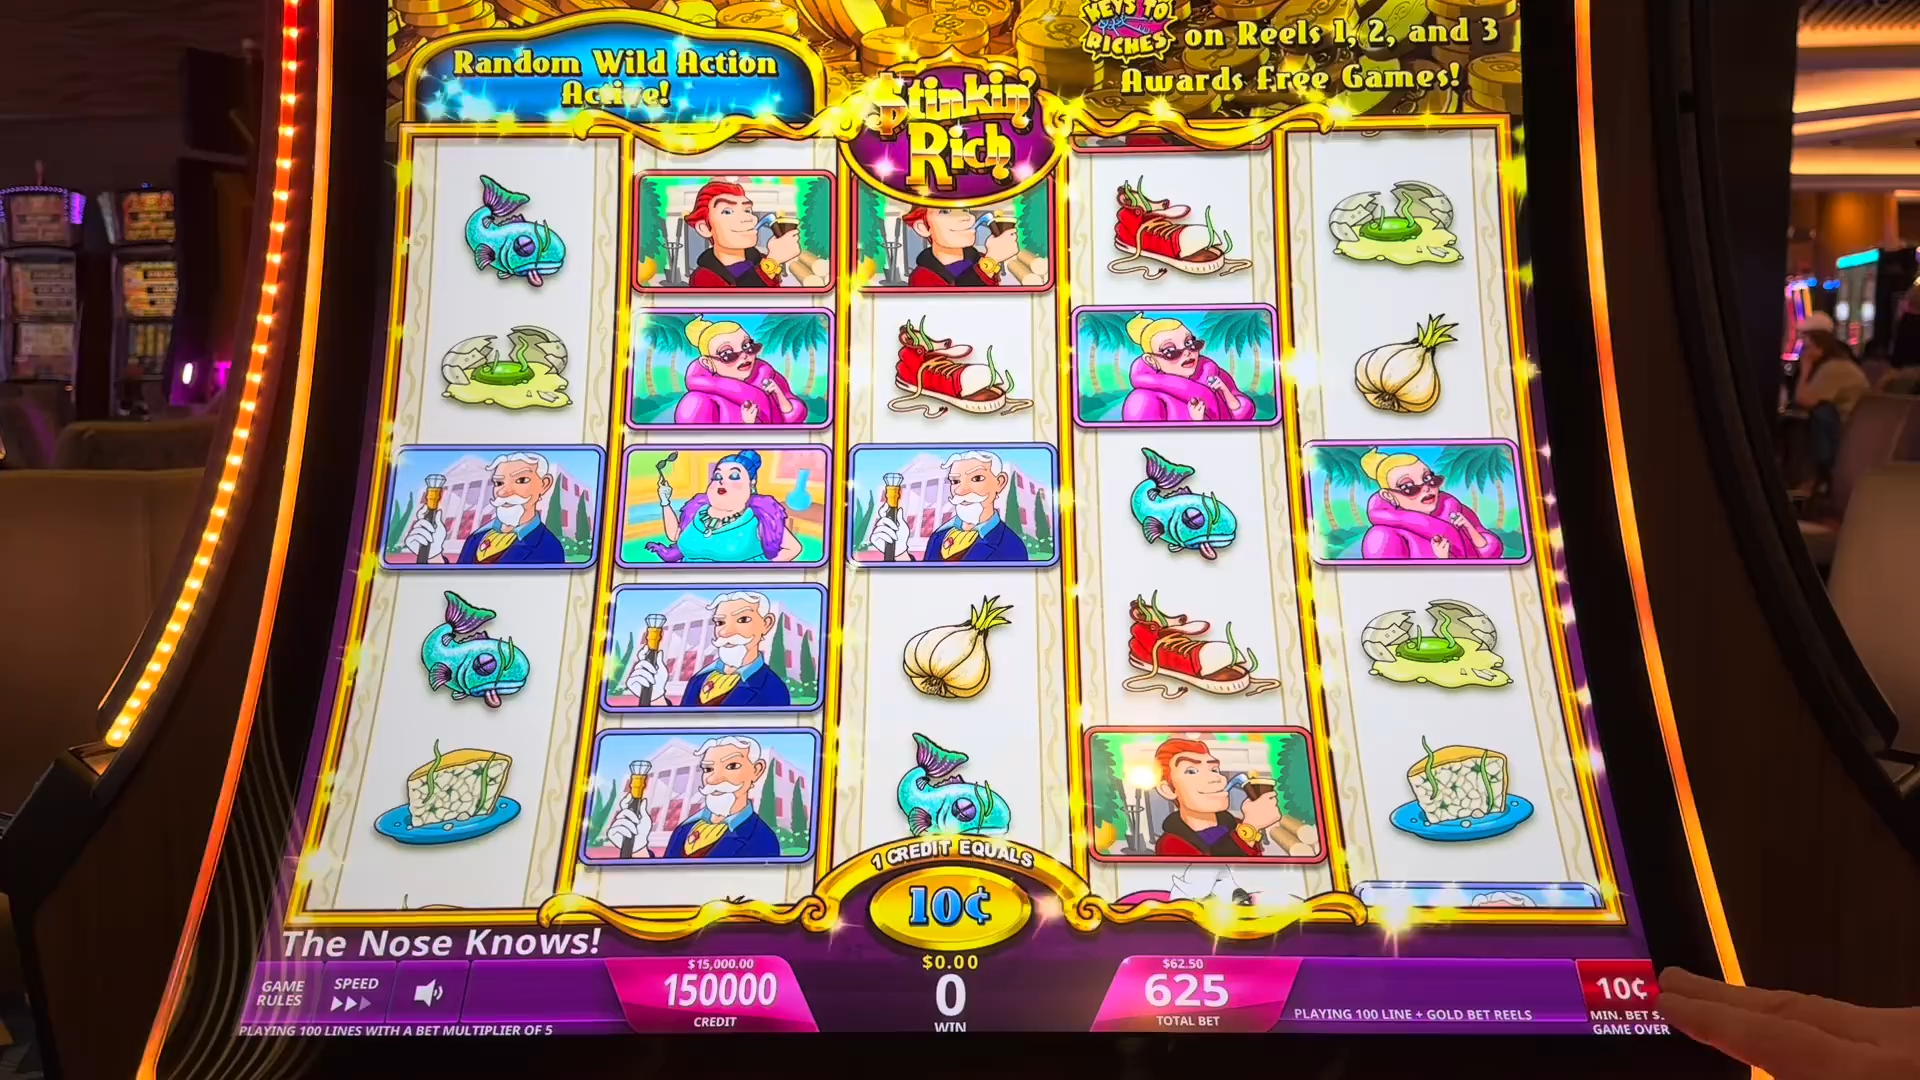 Random Wild Action
Active!
Stinkin'
Rich
KEYS TO
RICHES on Reels 1, 2, and 3
Awards Free Games!
1 CREDIT EQUALS
10¢
The Nose Knows!
GAME
RULES
SPEED
$15,000.00
150000
CREDIT
$0.00
0
WIN
$62.50
625
TOTAL BET
PLAYING 100 LINE + GOLD BET REELS
10¢
MIN. BET $
GAME OVER
PLAYING 100 LINES WITH A BET MULTIPLIER OF 5